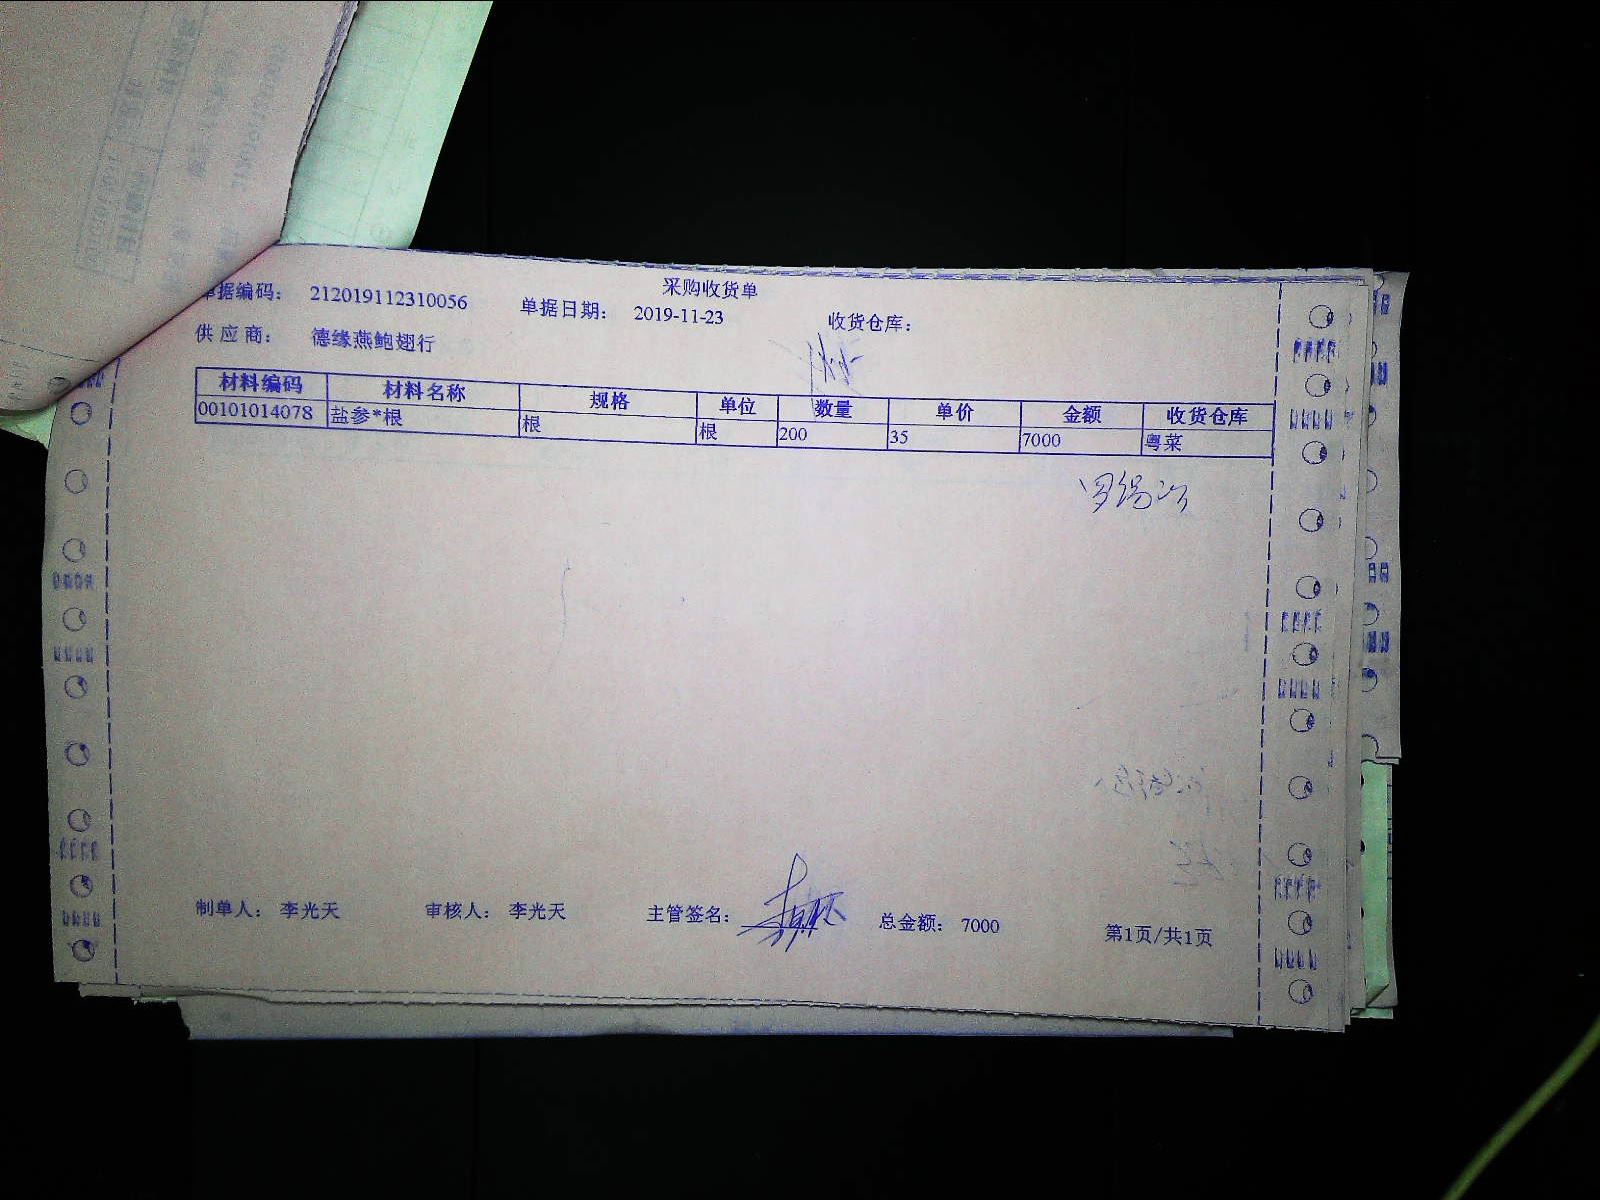 采购收货单
单据编码： 212019112310056 单据日期： 2019-11-23 收货仓库：
供应商： 德缘燕鲍翅行
材料编码 材料名称 规格 单位 数量 单价 金额 收货仓库
00101014078 盐参*根 根 根 200 35 7000 粤菜
制单人： 李光天 审核人： 李光天 主管签名： 总金额： 7000 第1页/共1页